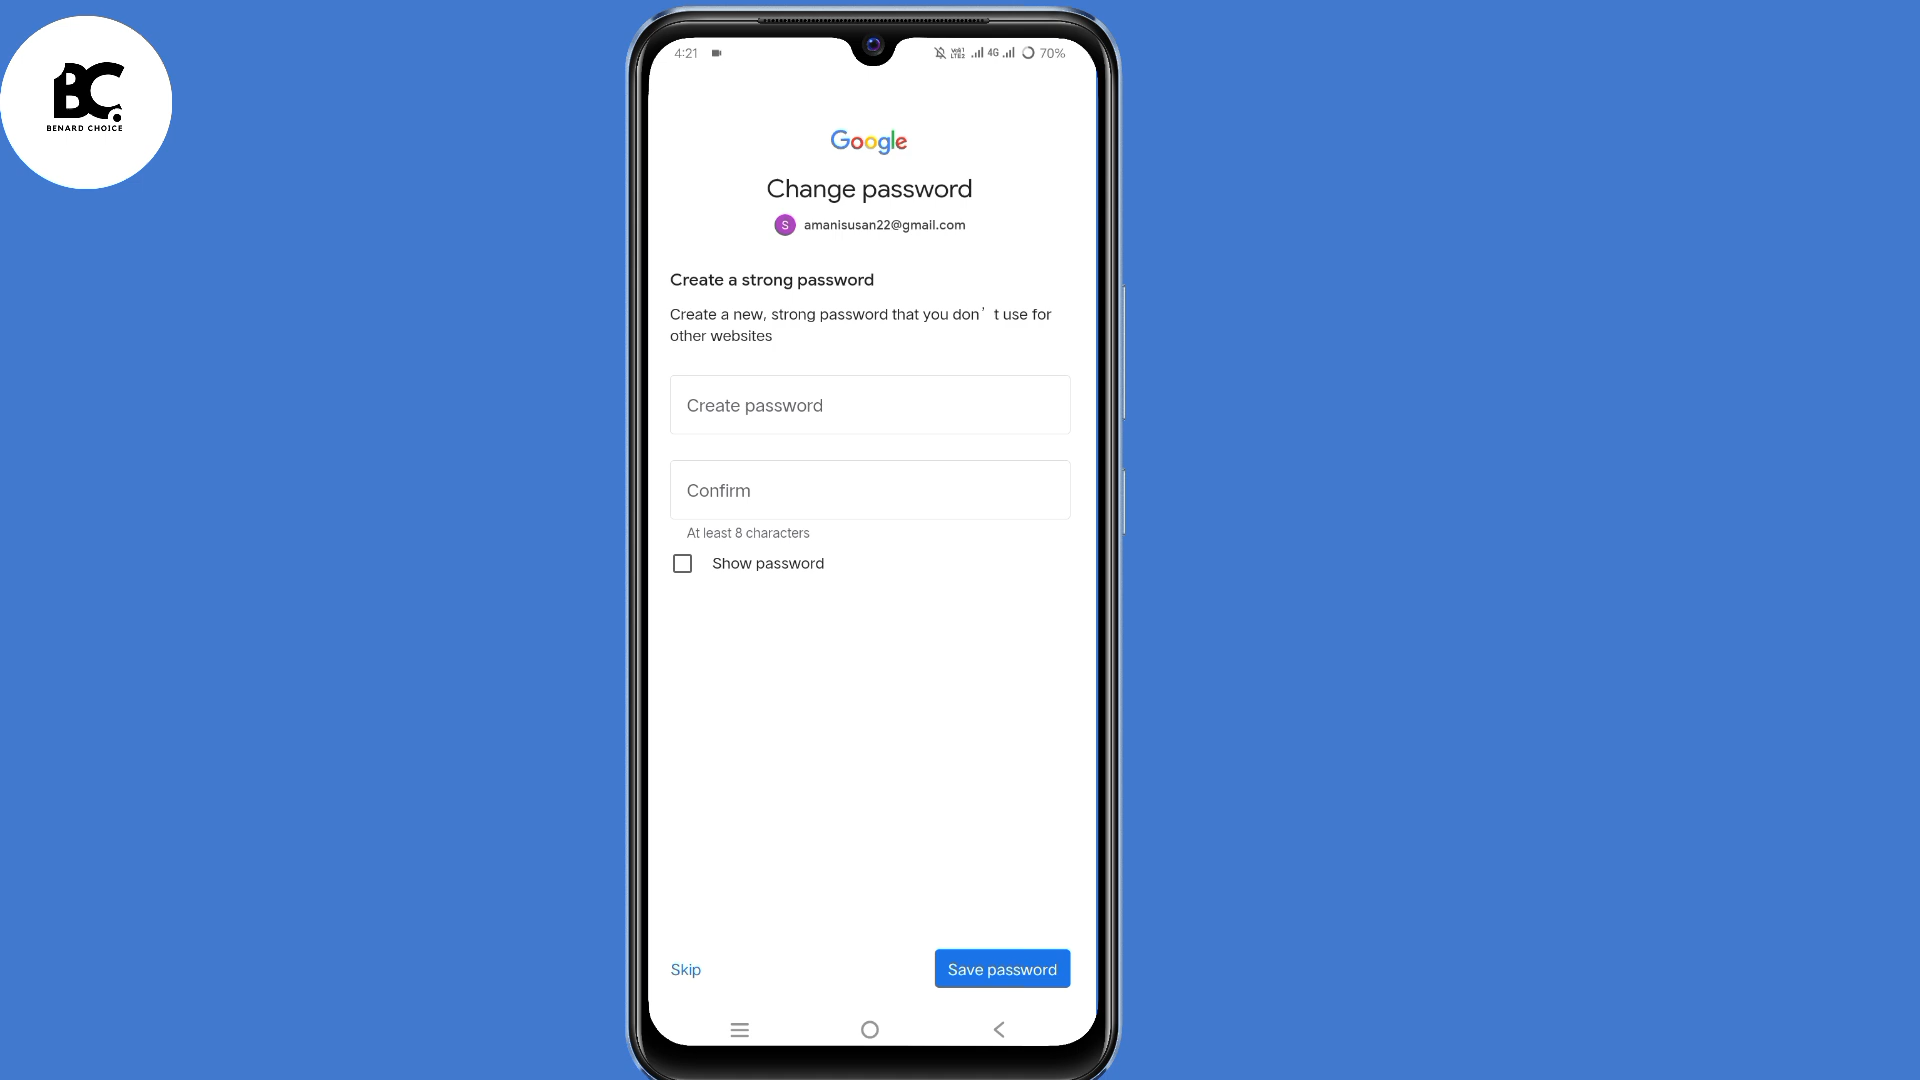 BC
BENARD CHOICE
4:21
4G
70%
Google
Change password
S amanisusan22@gmail.com
Create a strong password
Create a new, strong password that you don’t use for
other websites
Create password
Confirm
At least 8 characters
Show password
Skip
Save password